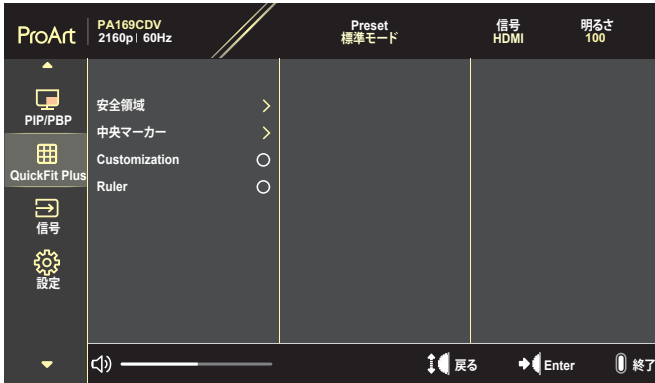 ProArt
PA169CDV
2160p | 60Hz
Preset
標準モード
信号
HDMI
明るさ
100
PIP/PBP
QuickFit Plus
信号
設定
安全領域
中央マーカー
Customization
Ruler
戻る
Enter
終了